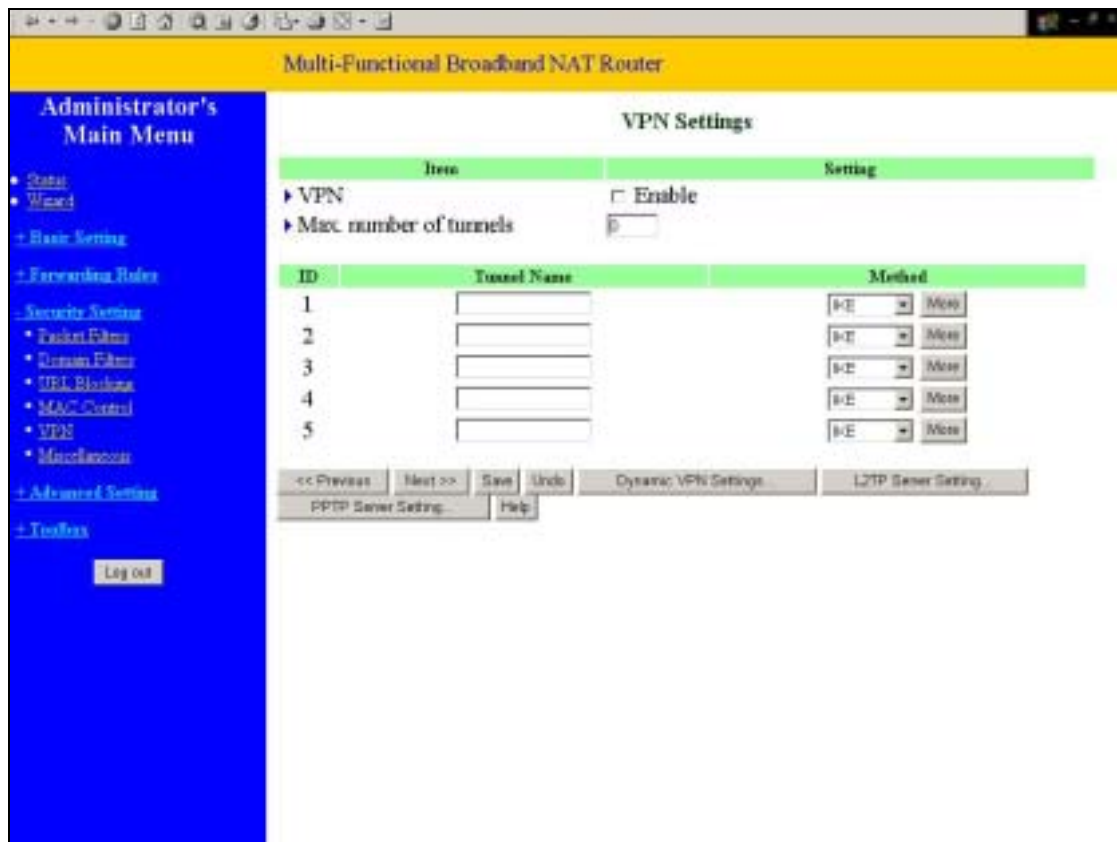 Multi-Functional Broadband NAT Router
Administrator's
Main Menu
Status
Wizard
+ Basic Setting
+ Forwarding Rules
- Security Setting
Packet Filters
Domain Filters
URL Blocking
MAC Control
VPN
Miscellaneous
+ Advanced Setting
+ Toolbox
Log out
VPN Settings
Item Setting
VPN Enable
Max. number of tunnels 0
ID Tunnel Name Method
1 IKE More
2 IKE More
3 IKE More
4 IKE More
5 IKE More
<< Previous Next >> Save Undo Dynamic VPN Settings... L2TP Server Setting...
PPTP Server Setting... Help